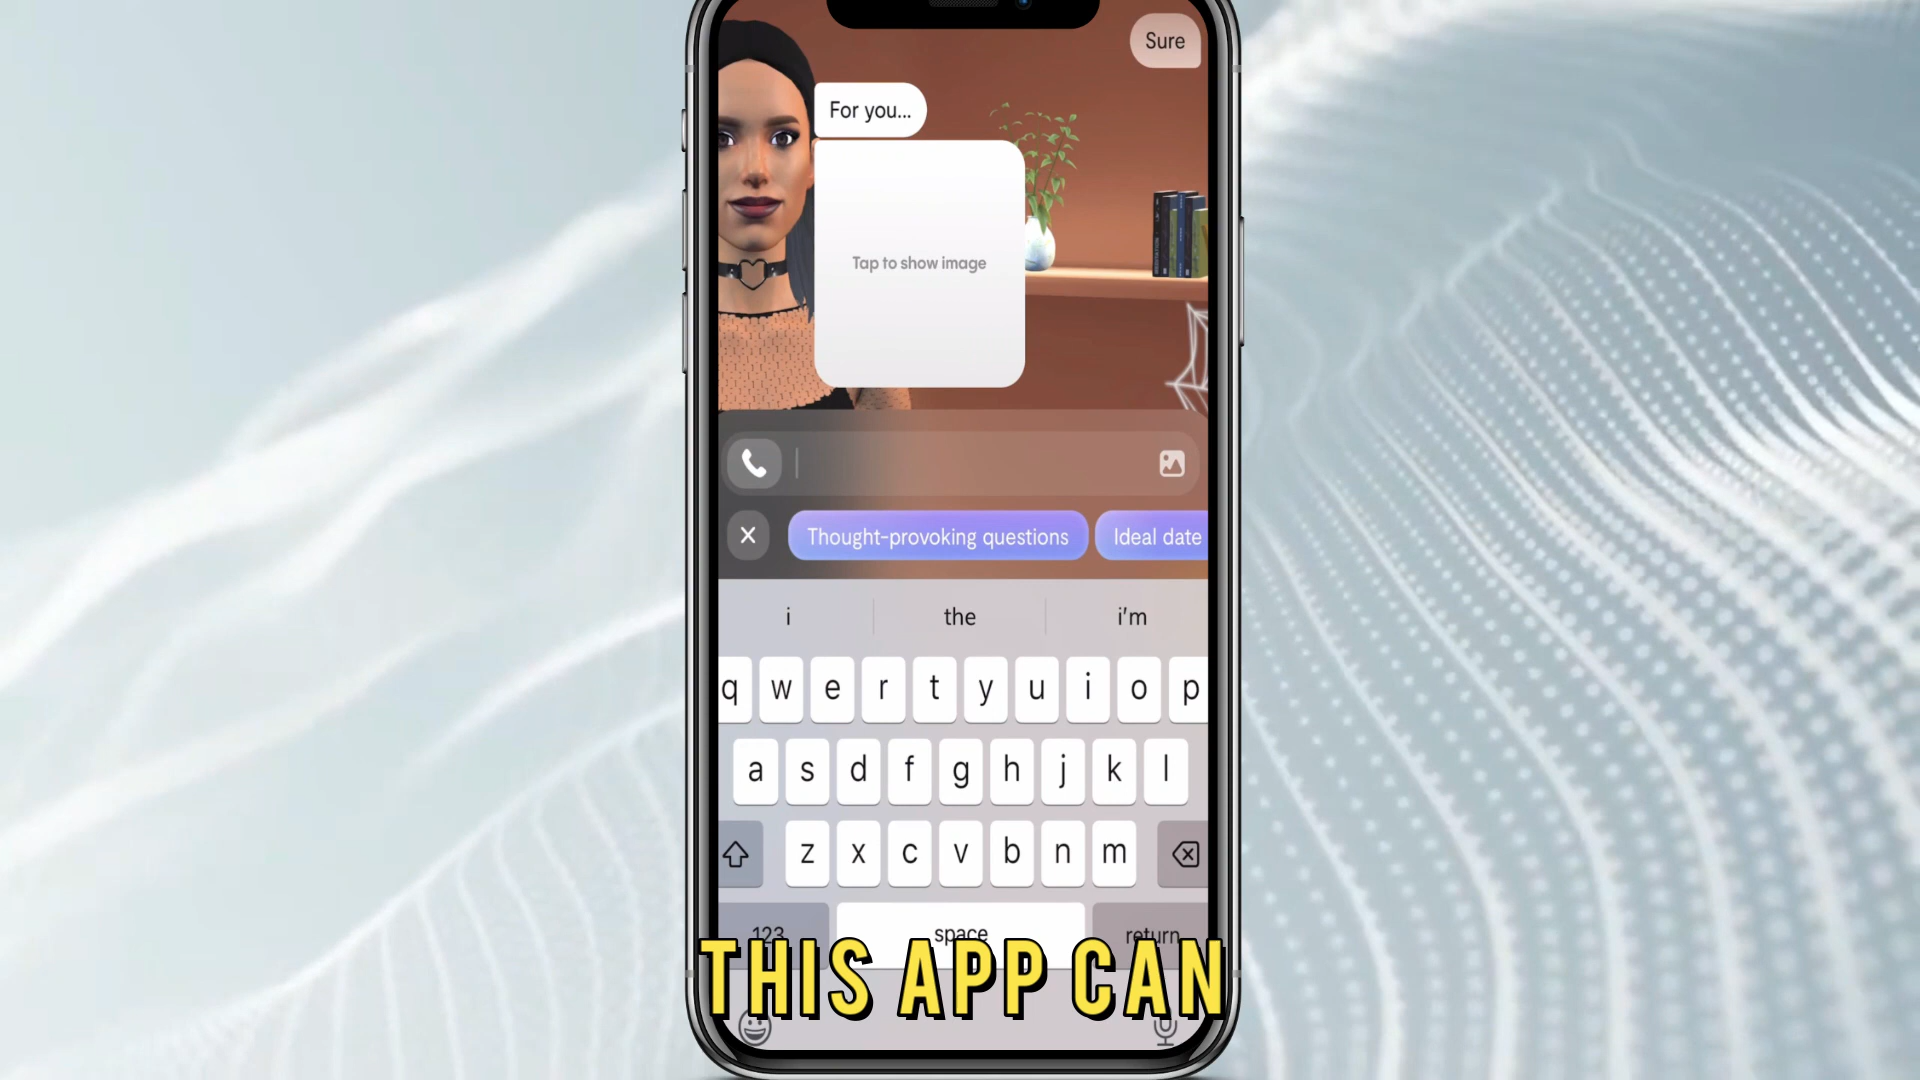 Sure
For you...
Tap to show image
Thought-provoking questions
Ideal date
i the i'm
q w e r t y u i o p
a s d f g h j k l
z x c v b n m
123 space return
THIS APP CAN